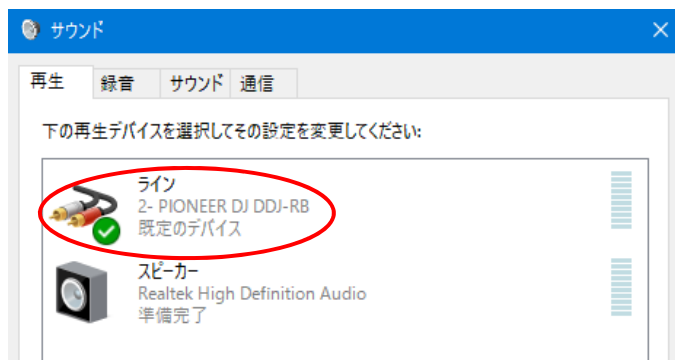 サウンド
再生 録音 サウンド 通信
下の再生デバイスを選択してその設定を変更してください:
ライン
2- PIONEER DJ DDJ-RB
既定のデバイス
スピーカー
Realtek High Definition Audio
準備完了